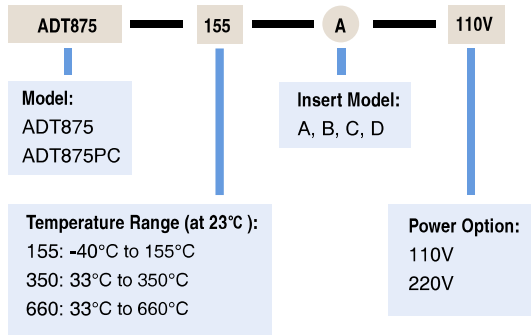 ADT875 155 A 110V
Model:
ADT875
ADT875PC
Insert Model:
A, B, C, D
Temperature Range (at 23℃ ):
155: -40°C to 155°C
350: 33°C to 350°C
660: 33°C to 660°C
Power Option:
110V
220V